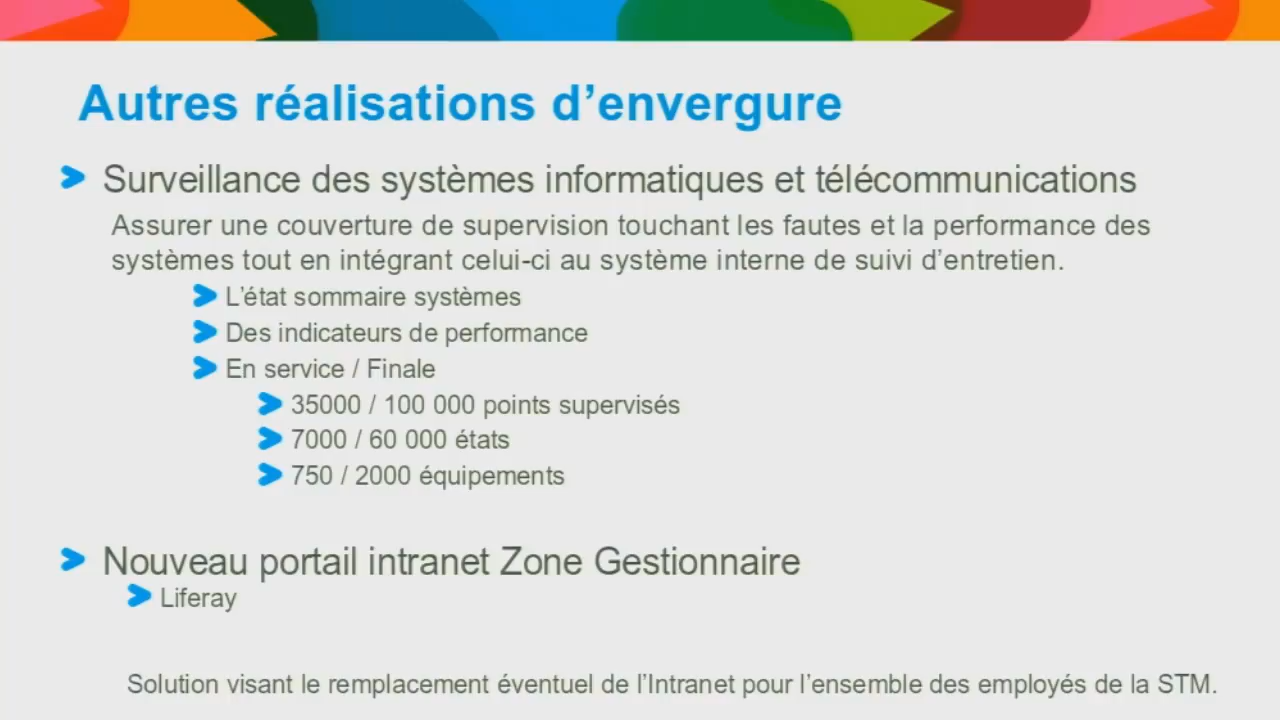 Autres réalisations d’envergure
Surveillance des systèmes informatiques et télécommunications
Assurer une couverture de supervision touchant les fautes et la performance des
systèmes tout en intégrant celui-ci au système interne de suivi d’entretien.
L’état sommaire systèmes
Des indicateurs de performance
En service / Finale
35000 / 100 000 points supervisés
7000 / 60 000 états
750 / 2000 équipements
Nouveau portail intranet Zone Gestionnaire
Liferay
Solution visant le remplacement éventuel de l’Intranet pour l’ensemble des employés de la STM.